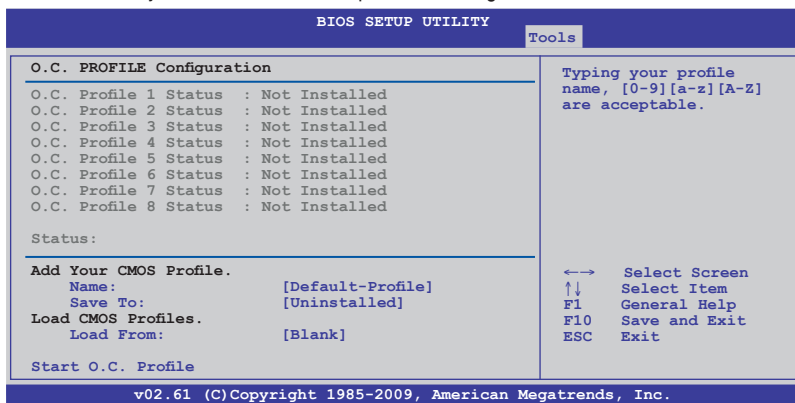 BIOS SETUP UTILITY
Tools
O.C. PROFILE Configuration
O.C. Profile 1 Status : Not Installed
O.C. Profile 2 Status : Not Installed
O.C. Profile 3 Status : Not Installed
O.C. Profile 4 Status : Not Installed
O.C. Profile 5 Status : Not Installed
O.C. Profile 6 Status : Not Installed
O.C. Profile 7 Status : Not Installed
O.C. Profile 8 Status : Not Installed
Status:
Add Your CMOS Profile.
Name: [Default-Profile]
Save To: [Uninstalled]
Load CMOS Profiles.
Load From: [Blank]
Start O.C. Profile
Typing your profile
name, [0-9][a-z][A-Z]
are acceptable.
←→ Select Screen
↑↓ Select Item
F1 General Help
F10 Save and Exit
ESC Exit
v02.61 (C)Copyright 1985-2009, American Megatrends, Inc.